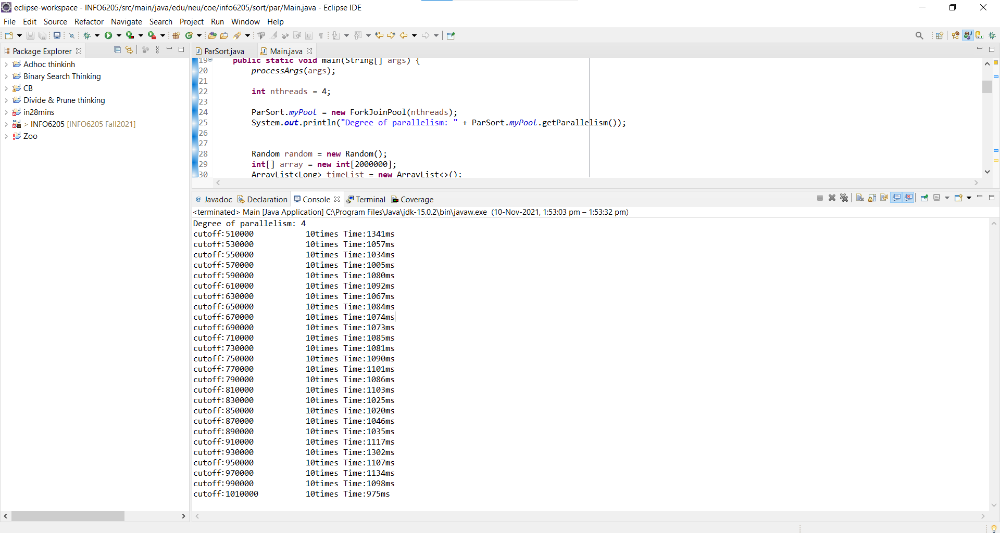 eclipse-workspace - INFO6205/src/main/java/edu/neu/coe/info6205/sort/par/Main.java - Eclipse IDE
File Edit Source Refactor Navigate Search Project Run Window Help
Package Explorer
Adhoc thinkinh
Binary Search Thinking
CB
Divide & Prune thinking
in28mins
> INFO6205 [INFO6205 Fall2021]
Zoo
ParSort.java Main.java
19 public static void main(String[] args) {
20 processArgs(args);
21
22 int nthreads = 4;
23
24 ParSort.myPool = new ForkJoinPool(nthreads);
25 System.out.println("Degree of parallelism: " + ParSort.myPool.getParallelism());
26
27
28 Random random = new Random();
29 int[] array = new int[2000000];
30 ArrayList<Long> timeList = new ArrayList<>();
@ Javadoc Declaration Console Terminal Coverage
<terminated> Main [Java Application] C:\Program Files\Java\jdk-15.0.2\bin\javaw.exe (10-Nov-2021, 1:53:03 pm – 1:53:32 pm)
Degree of parallelism: 4
cutoff:510000 10times Time:1341ms
cutoff:530000 10times Time:1057ms
cutoff:550000 10times Time:1034ms
cutoff:570000 10times Time:1005ms
cutoff:590000 10times Time:1080ms
cutoff:610000 10times Time:1092ms
cutoff:630000 10times Time:1067ms
cutoff:650000 10times Time:1084ms
cutoff:670000 10times Time:1074ms
cutoff:690000 10times Time:1073ms
cutoff:710000 10times Time:1085ms
cutoff:730000 10times Time:1081ms
cutoff:750000 10times Time:1090ms
cutoff:770000 10times Time:1101ms
cutoff:790000 10times Time:1086ms
cutoff:810000 10times Time:1103ms
cutoff:830000 10times Time:1025ms
cutoff:850000 10times Time:1020ms
cutoff:870000 10times Time:1046ms
cutoff:890000 10times Time:1035ms
cutoff:910000 10times Time:1117ms
cutoff:930000 10times Time:1302ms
cutoff:950000 10times Time:1107ms
cutoff:970000 10times Time:1134ms
cutoff:990000 10times Time:1098ms
cutoff:1010000 10times Time:975ms